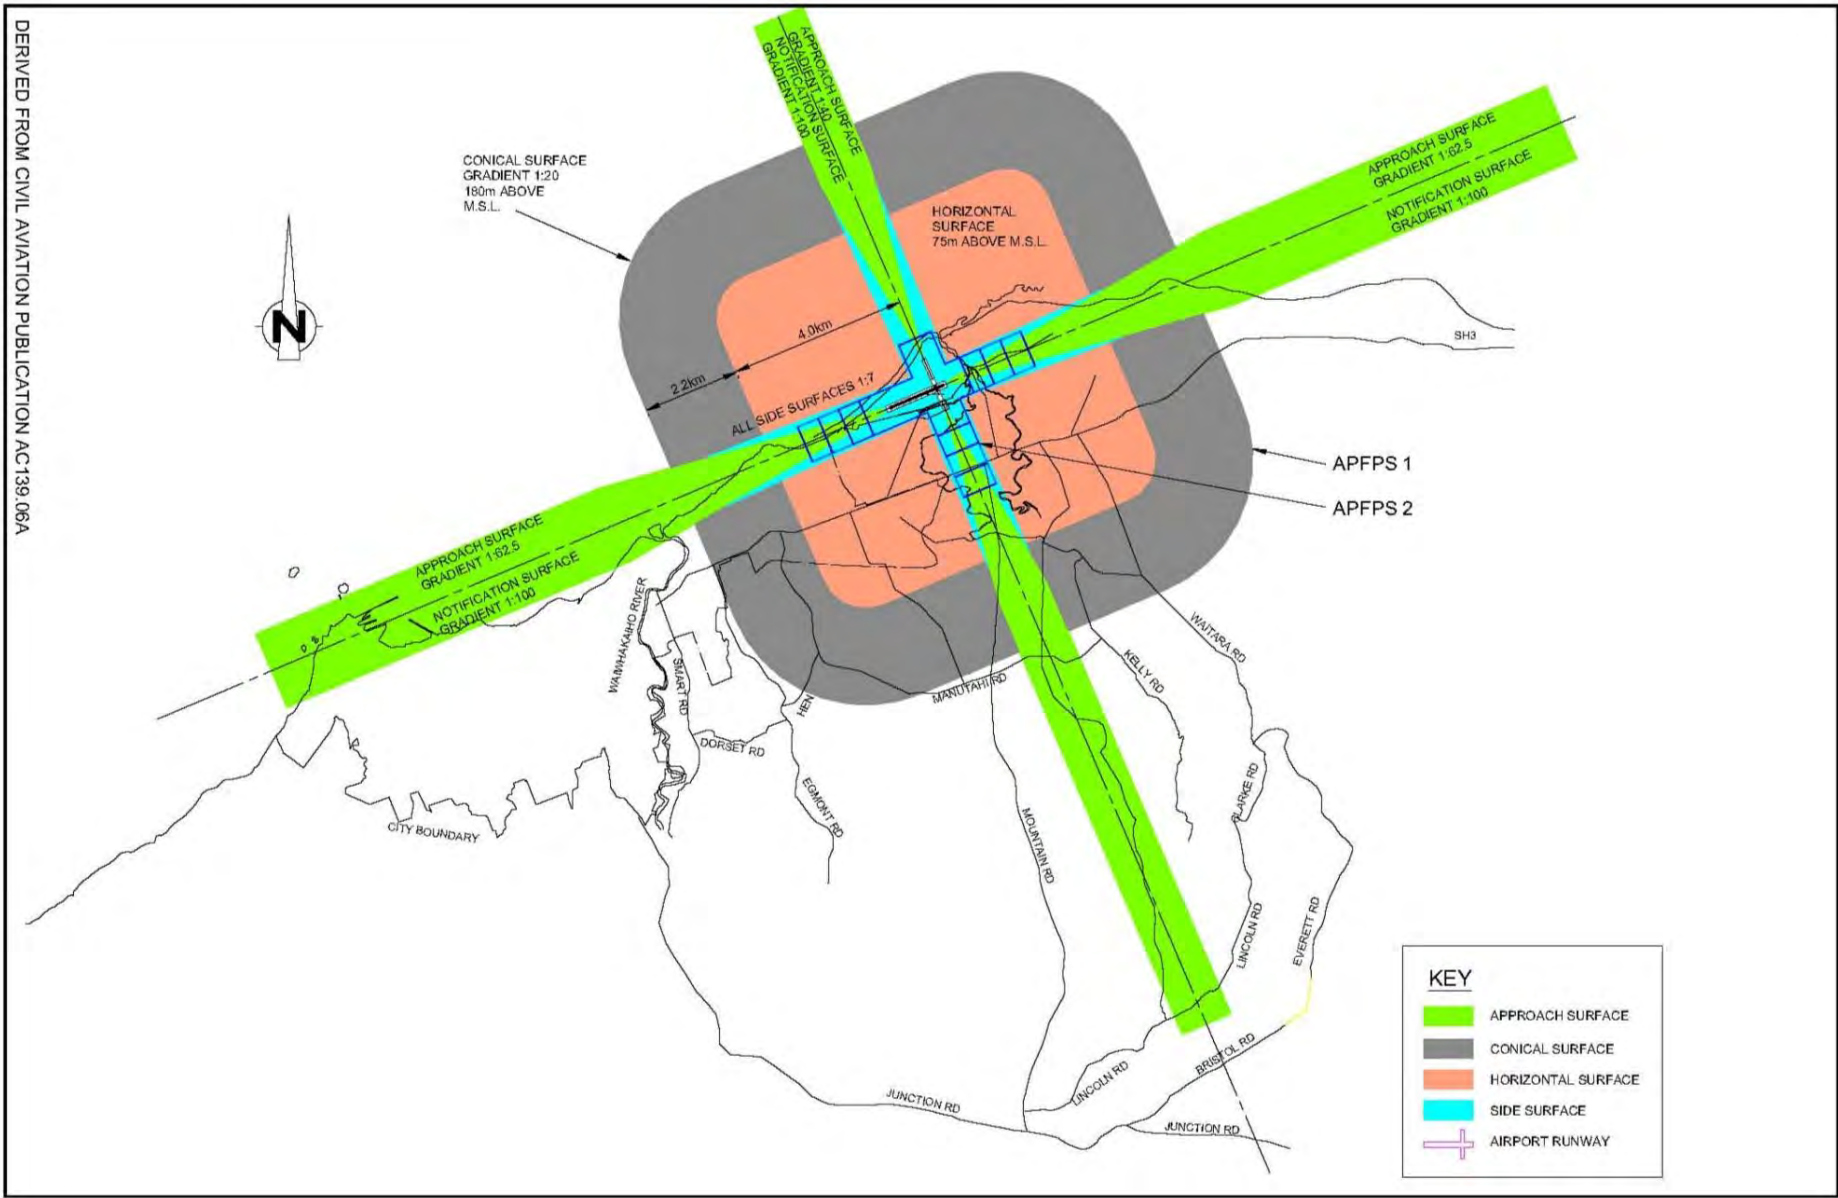 DERIVED FROM CIVIL AVIATION PUBLICATION AC139.06A
APPROACH SURFACE
GRADIENT 1:40
NOTIFICATION SURFACE
GRADIENT 1:100
CONICAL SURFACE
GRADIENT 1:20
180m ABOVE
M.S.L.
HORIZONTAL
SURFACE
75m ABOVE M.S.L.
APPROACH SURFACE
GRADIENT 1:62.5
NOTIFICATION SURFACE
GRADIENT 1:100
N
4.0km
2.2km
ALL SIDE SURFACES 1:7
SH3
APFPS 1
APFPS 2
APPROACH SURFACE
GRADIENT 1:62.5
NOTIFICATION SURFACE
GRADIENT 1:100
WAIWHAKAIHO RIVER
SMART RD
HEN
MANUTAHI RD
KELLY RD
WAITARA RD
DORSET RD
EGMONT RD
CITY BOUNDARY
MOUNTAIN RD
CLARKE RD
LINCOLN RD
EVERETT RD
BRISTOL RD
LINCOLN RD
JUNCTION RD
JUNCTION RD
KEY
APPROACH SURFACE
CONICAL SURFACE
HORIZONTAL SURFACE
SIDE SURFACE
AIRPORT RUNWAY